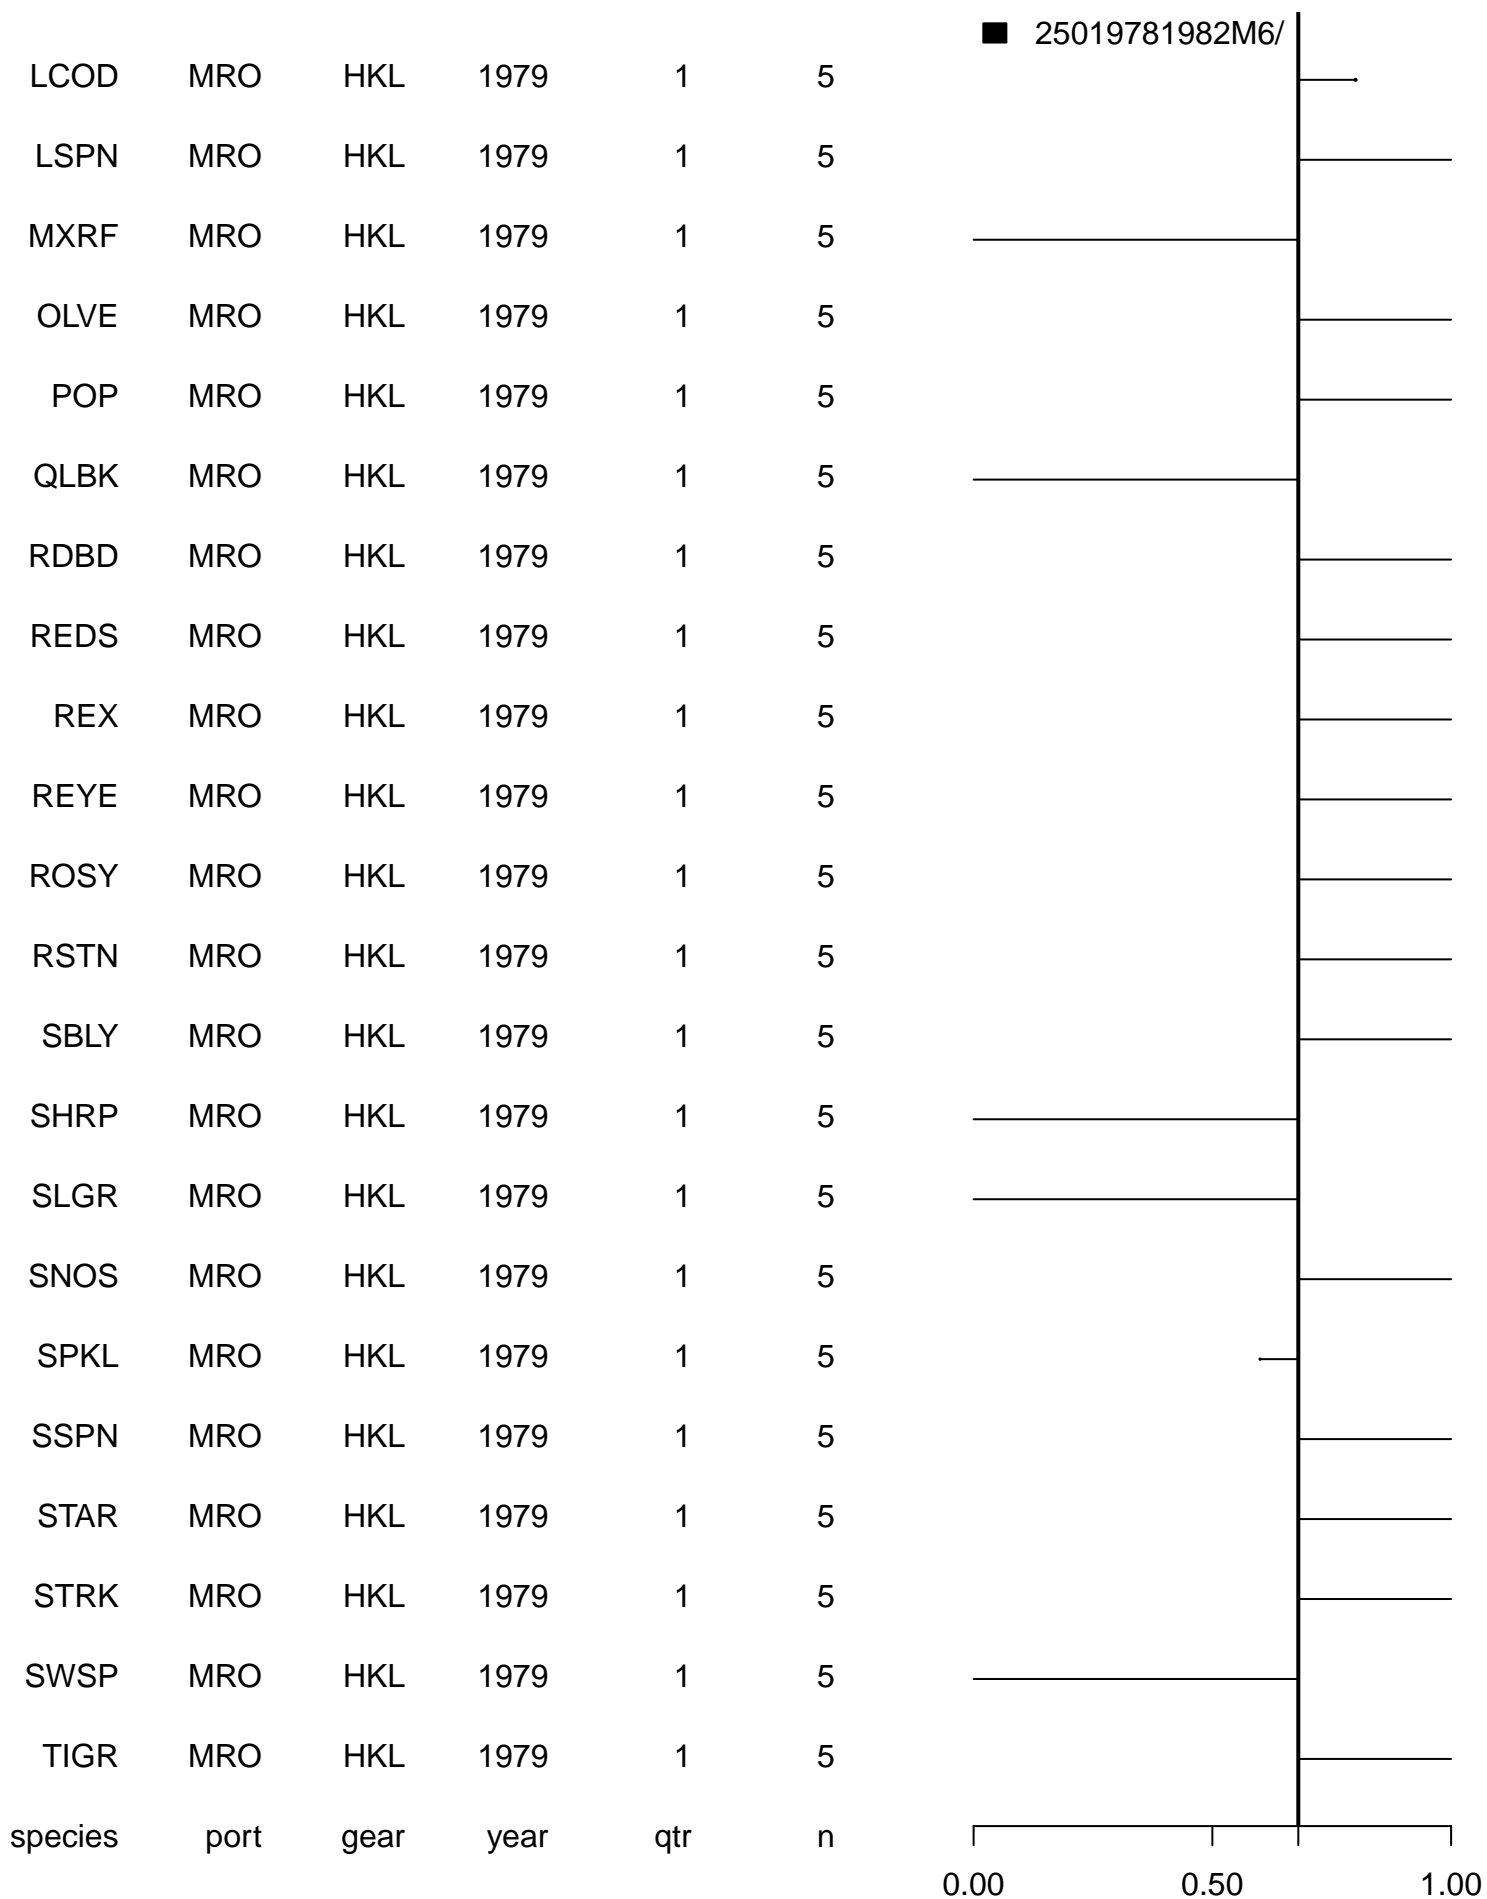 25019781982M6/
LCOD MRO HKL 1979 1 5
LSPN MRO HKL 1979 1 5
MXRF MRO HKL 1979 1 5
OLVE MRO HKL 1979 1 5
POP MRO HKL 1979 1 5
QLBK MRO HKL 1979 1 5
RDBD MRO HKL 1979 1 5
REDS MRO HKL 1979 1 5
REX MRO HKL 1979 1 5
REYE MRO HKL 1979 1 5
ROSY MRO HKL 1979 1 5
RSTN MRO HKL 1979 1 5
SBLY MRO HKL 1979 1 5
SHRP MRO HKL 1979 1 5
SLGR MRO HKL 1979 1 5
SNOS MRO HKL 1979 1 5
SPKL MRO HKL 1979 1 5
SSPN MRO HKL 1979 1 5
STAR MRO HKL 1979 1 5
STRK MRO HKL 1979 1 5
SWSP MRO HKL 1979 1 5
TIGR MRO HKL 1979 1 5
species port gear year qtr n
0.00 0.50 1.00